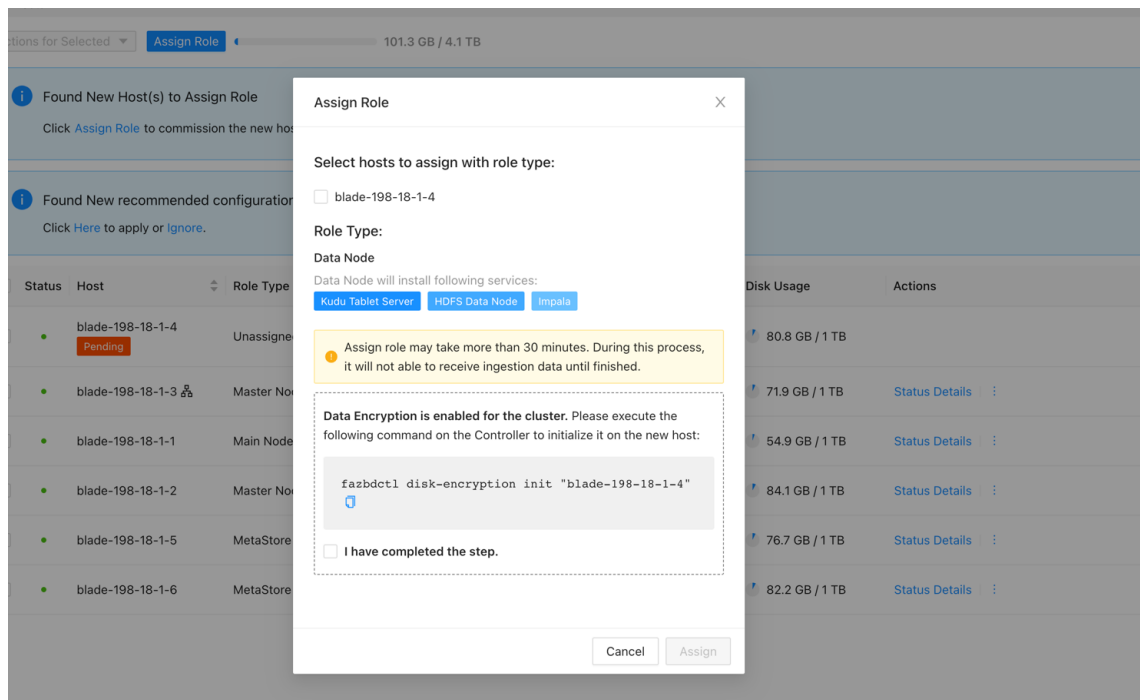 ctions for Selected
Assign Role
101.3 GB / 4.1 TB
Found New Host(s) to Assign Role
Click Assign Role to commission the new hos
Found New recommended configuration
Click Here to apply or Ignore.
Status Host Role Type Disk Usage Actions
blade-198-18-1-4
Pending
Unassigne
80.8 GB / 1 TB
blade-198-18-1-3 Master No 71.9 GB / 1 TB Status Details
blade-198-18-1-1 Main Node 54.9 GB / 1 TB Status Details
blade-198-18-1-2 Master No 84.1 GB / 1 TB Status Details
blade-198-18-1-5 MetaStore 76.7 GB / 1 TB Status Details
blade-198-18-1-6 MetaStore 82.2 GB / 1 TB Status Details
Assign Role
Select hosts to assign with role type:
blade-198-18-1-4
Role Type:
Data Node
Data Node will install following services:
Kudu Tablet Server HDFS Data Node Impala
Assign role may take more than 30 minutes. During this process,
it will not able to receive ingestion data until finished.
Data Encryption is enabled for the cluster. Please execute the
following command on the Controller to initialize it on the new host:
fazbdctl disk-encryption init "blade-198-18-1-4"
I have completed the step.
Cancel Assign